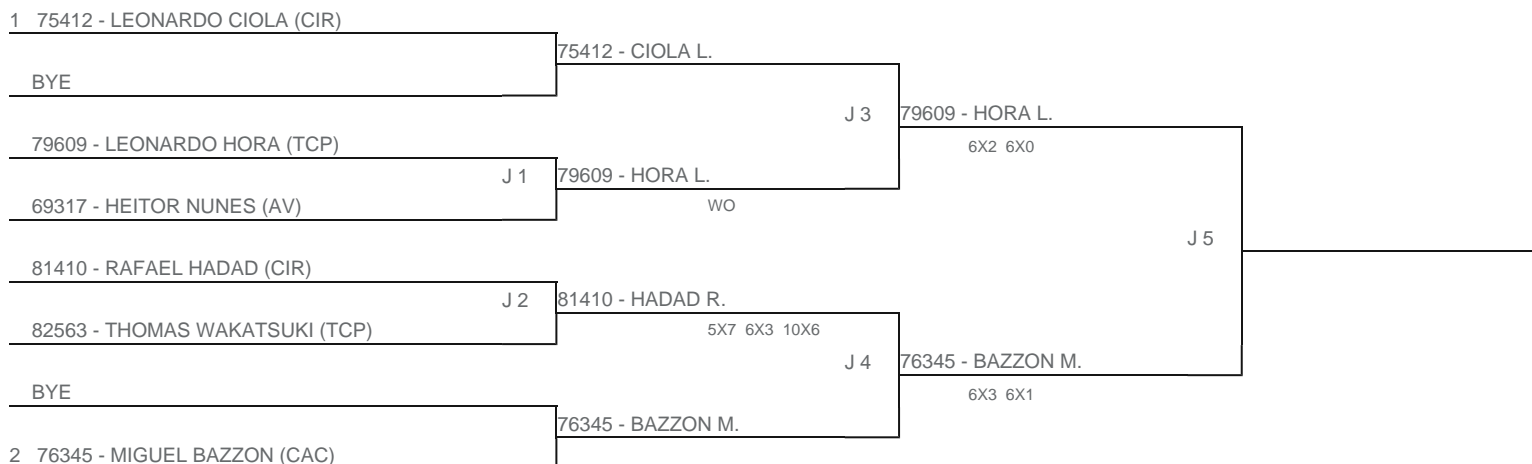 1 75412 - LEONARDO CIOLA (CIR)
75412 - CIOLA L.
BYE
J 3
79609 - HORA L.
79609 - LEONARDO HORA (TCP)
6X2 6X0
J 1
79609 - HORA L.
69317 - HEITOR NUNES (AV)
WO
J 5
81410 - RAFAEL HADAD (CIR)
J 2
81410 - HADAD R.
82563 - THOMAS WAKATSUKI (TCP)
5X7 6X3 10X6
J 4
76345 - BAZZON M.
BYE
6X3 6X1
76345 - BAZZON M.
2 76345 - MIGUEL BAZZON (CAC)